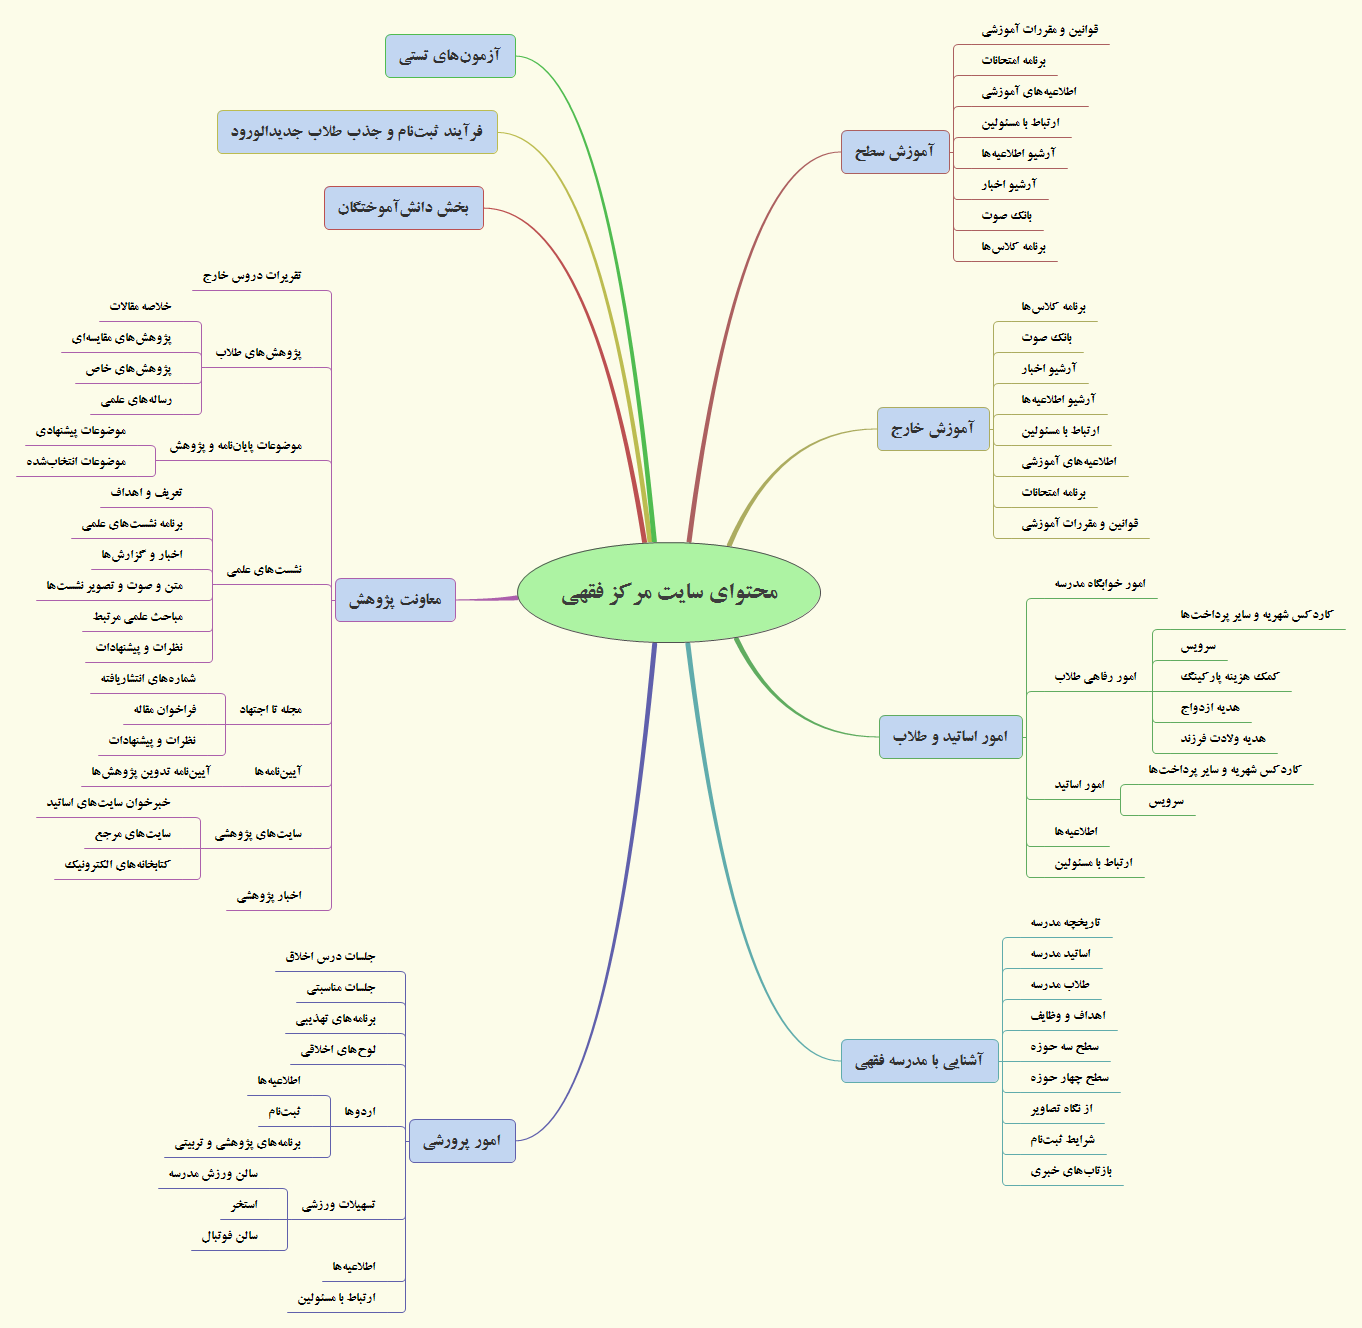 محتوای سایت مرکز فقهی
آموزش سطح
قوانین و مقررات آموزشی
برنامه امتحانات
اطلاعیه‌های آموزشی
ارتباط با مسئولین
آرشیو اطلاعیه‌ها
آرشیو اخبار
بانک صوت
برنامه کلاس‌ها
آموزش خارج
برنامه کلاس‌ها
بانک صوت
آرشیو اخبار
آرشیو اطلاعیه‌ها
ارتباط با مسئولین
اطلاعیه‌های آموزشی
برنامه امتحانات
قوانین و مقررات آموزشی
امور اساتید و طلاب
امور خوابگاه مدرسه
امور رفاهی طلاب
کاردکس شهریه و سایر پرداخت‌ها
سرویس
کمک هزینه پارکینگ
هدیه ازدواج
هدیه ولادت فرزند
امور اساتید
کاردکس شهریه و سایر پرداخت‌ها
سرویس
اطلاعیه‌ها
ارتباط با مسئولین
آشنایی با مدرسه فقهی
تاریخچه مدرسه
اساتید مدرسه
طلاب مدرسه
اهداف و وظایف
سطح سه حوزه
سطح چهار حوزه
از نگاه تصاویر
شرایط ثبت‌نام
بازتاب‌های خبری
آزمون‌های تستی
فرآیند ثبت‌نام و جذب طلاب جدیدالورود
بخش دانش‌آموختگان
معاونت پژوهش
تقریرات دروس خارج
پژوهش‌های طلاب
خلاصه مقالات
پژوهش‌های مقایسه‌ای
پژوهش‌های خاص
رساله‌های علمی
موضوعات پایان‌نامه و پژوهش
موضوعات پیشنهادی
موضوعات انتخاب‌شده
نشست‌های علمی
تعریف و اهداف
برنامه نشست‌های علمی
اخبار و گزارش‌ها
متن و صوت و تصویر نشست‌ها
مباحث علمی مرتبط
نظرات و پیشنهادات
مجله تا اجتهاد
شماره‌های انتشاریافته
فراخوان مقاله
نظرات و پیشنهادات
آیین‌نامه‌ها
آیین‌نامه تدوین پژوهش‌ها
سایت‌های پژوهشی
خبرخوان سایت‌های اساتید
سایت‌های مرجع
کتابخانه‌های الکترونیک
اخبار پژوهشی
امور پرورشی
جلسات درس اخلاق
جلسات مناسبتی
برنامه‌های تهذیبی
لوح‌های اخلاقی
اردوها
اطلاعیه‌ها
ثبت‌نام
برنامه‌های پژوهشی و تربیتی
تسهیلات ورزشی
سالن ورزش مدرسه
استخر
سالن فوتبال
اطلاعیه‌ها
ارتباط با مسئولین